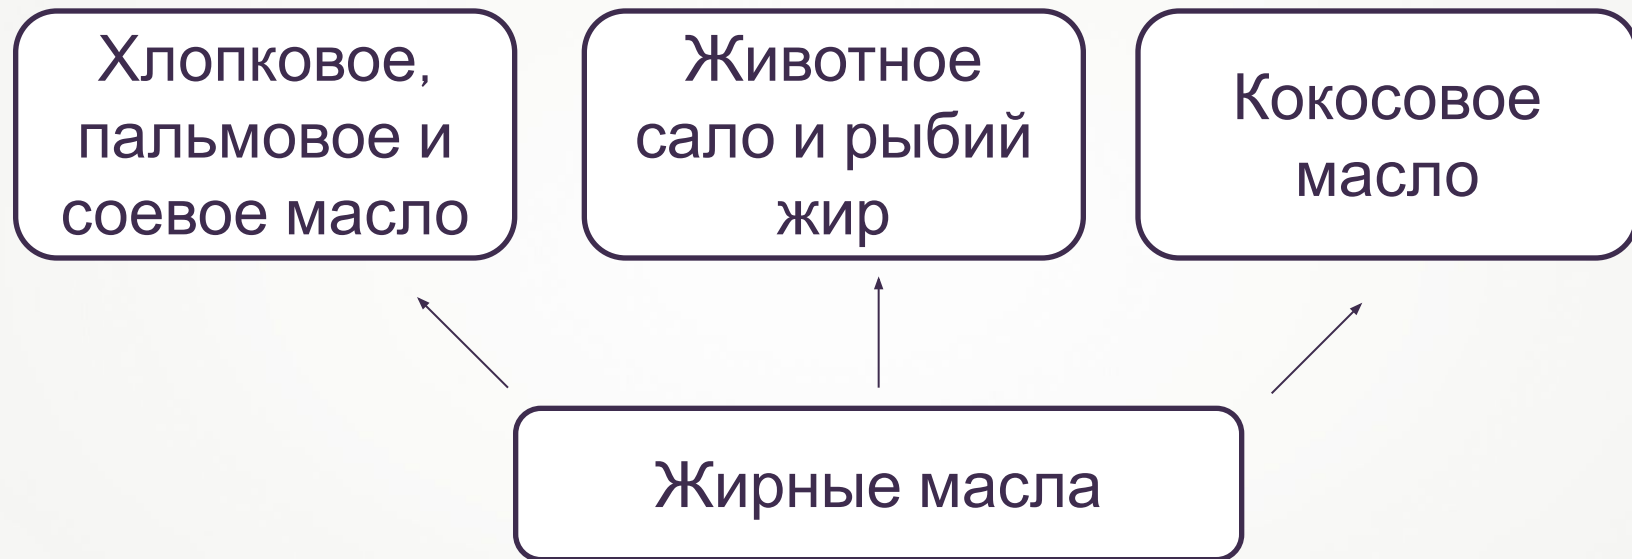 Хлопковое,
пальмовое и
соевое масло
Животное
сало и рыбий
жир
Кокосовое
масло
Жирные масла